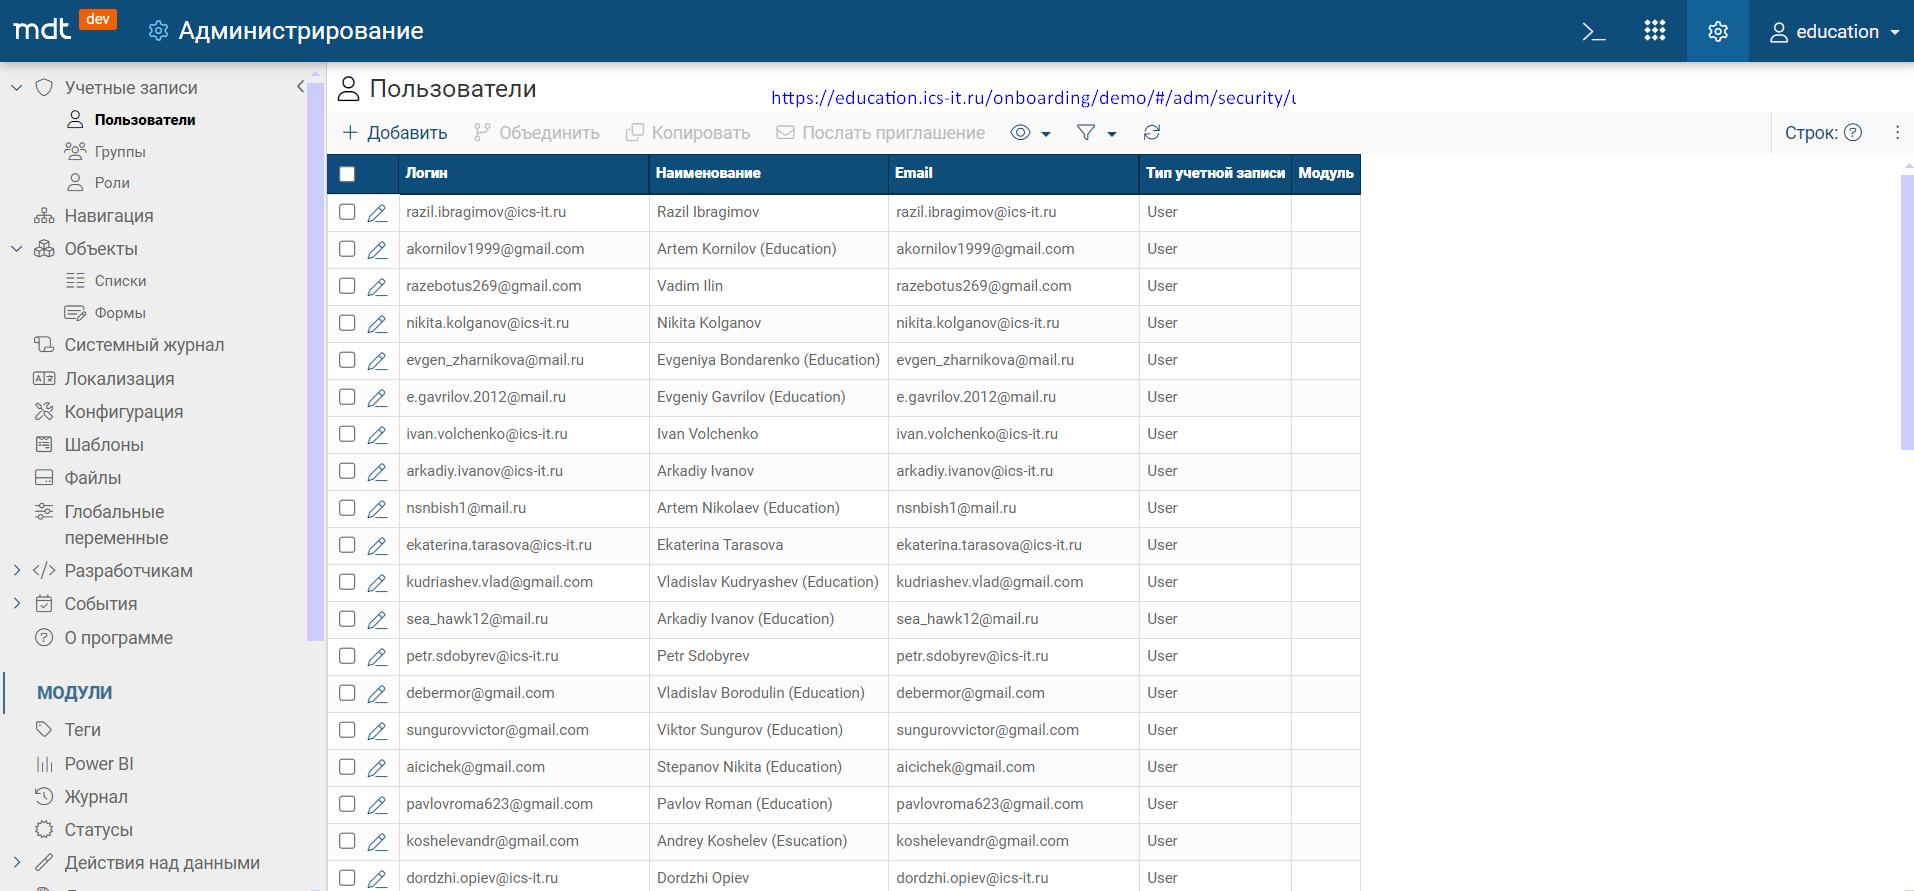 mdt dev
Администрирование
education
Учетные записи
Пользователи
Группы
Роли
Навигация
Объекты
Списки
Формы
Системный журнал
Локализация
Конфигурация
Шаблоны
Файлы
Глобальные
переменные
Разработчикам
События
О программе
МОДУЛИ
Теги
Power BI
Журнал
Статусы
Действия над данными
Пользователи
https://education.ics-it.ru/onboarding/demo/#/adm/security/u
Добавить Объединить Копировать Послать приглашение Строк:
Логин Наименование Email Тип учетной записи Модуль
razil.ibragimov@ics-it.ru Razil Ibragimov razil.ibragimov@ics-it.ru User
akornilov1999@gmail.com Artem Kornilov (Education) akornilov1999@gmail.com User
razebotus269@gmail.com Vadim Ilin razebotus269@gmail.com User
nikita.kolganov@ics-it.ru Nikita Kolganov nikita.kolganov@ics-it.ru User
evgen_zharnikova@mail.ru Evgeniya Bondarenko (Education) evgen_zharnikova@mail.ru User
e.gavrilov.2012@mail.ru Evgeniy Gavrilov (Education) e.gavrilov.2012@mail.ru User
ivan.volchenko@ics-it.ru Ivan Volchenko ivan.volchenko@ics-it.ru User
arkadiy.ivanov@ics-it.ru Arkadiy Ivanov arkadiy.ivanov@ics-it.ru User
nsnbish1@mail.ru Artem Nikolaev (Education) nsnbish1@mail.ru User
ekaterina.tarasova@ics-it.ru Ekaterina Tarasova ekaterina.tarasova@ics-it.ru User
kudriashev.vlad@gmail.com Vladislav Kudryashev (Education) kudriashev.vlad@gmail.com User
sea_hawk12@mail.ru Arkadiy Ivanov (Education) sea_hawk12@mail.ru User
petr.sdobyrev@ics-it.ru Petr Sdobyrev petr.sdobyrev@ics-it.ru User
debermor@gmail.com Vladislav Borodulin (Education) debermor@gmail.com User
sungurovvictor@gmail.com Viktor Sungurov (Education) sungurovvictor@gmail.com User
aicichek@gmail.com Stepanov Nikita (Education) aicichek@gmail.com User
pavlovroma623@gmail.com Pavlov Roman (Education) pavlovroma623@gmail.com User
koshelevandr@gmail.com Andrey Koshelev (Esucation) koshelevandr@gmail.com User
dordzhi.opiev@ics-it.ru Dordzhi Opiev dordzhi.opiev@ics-it.ru User